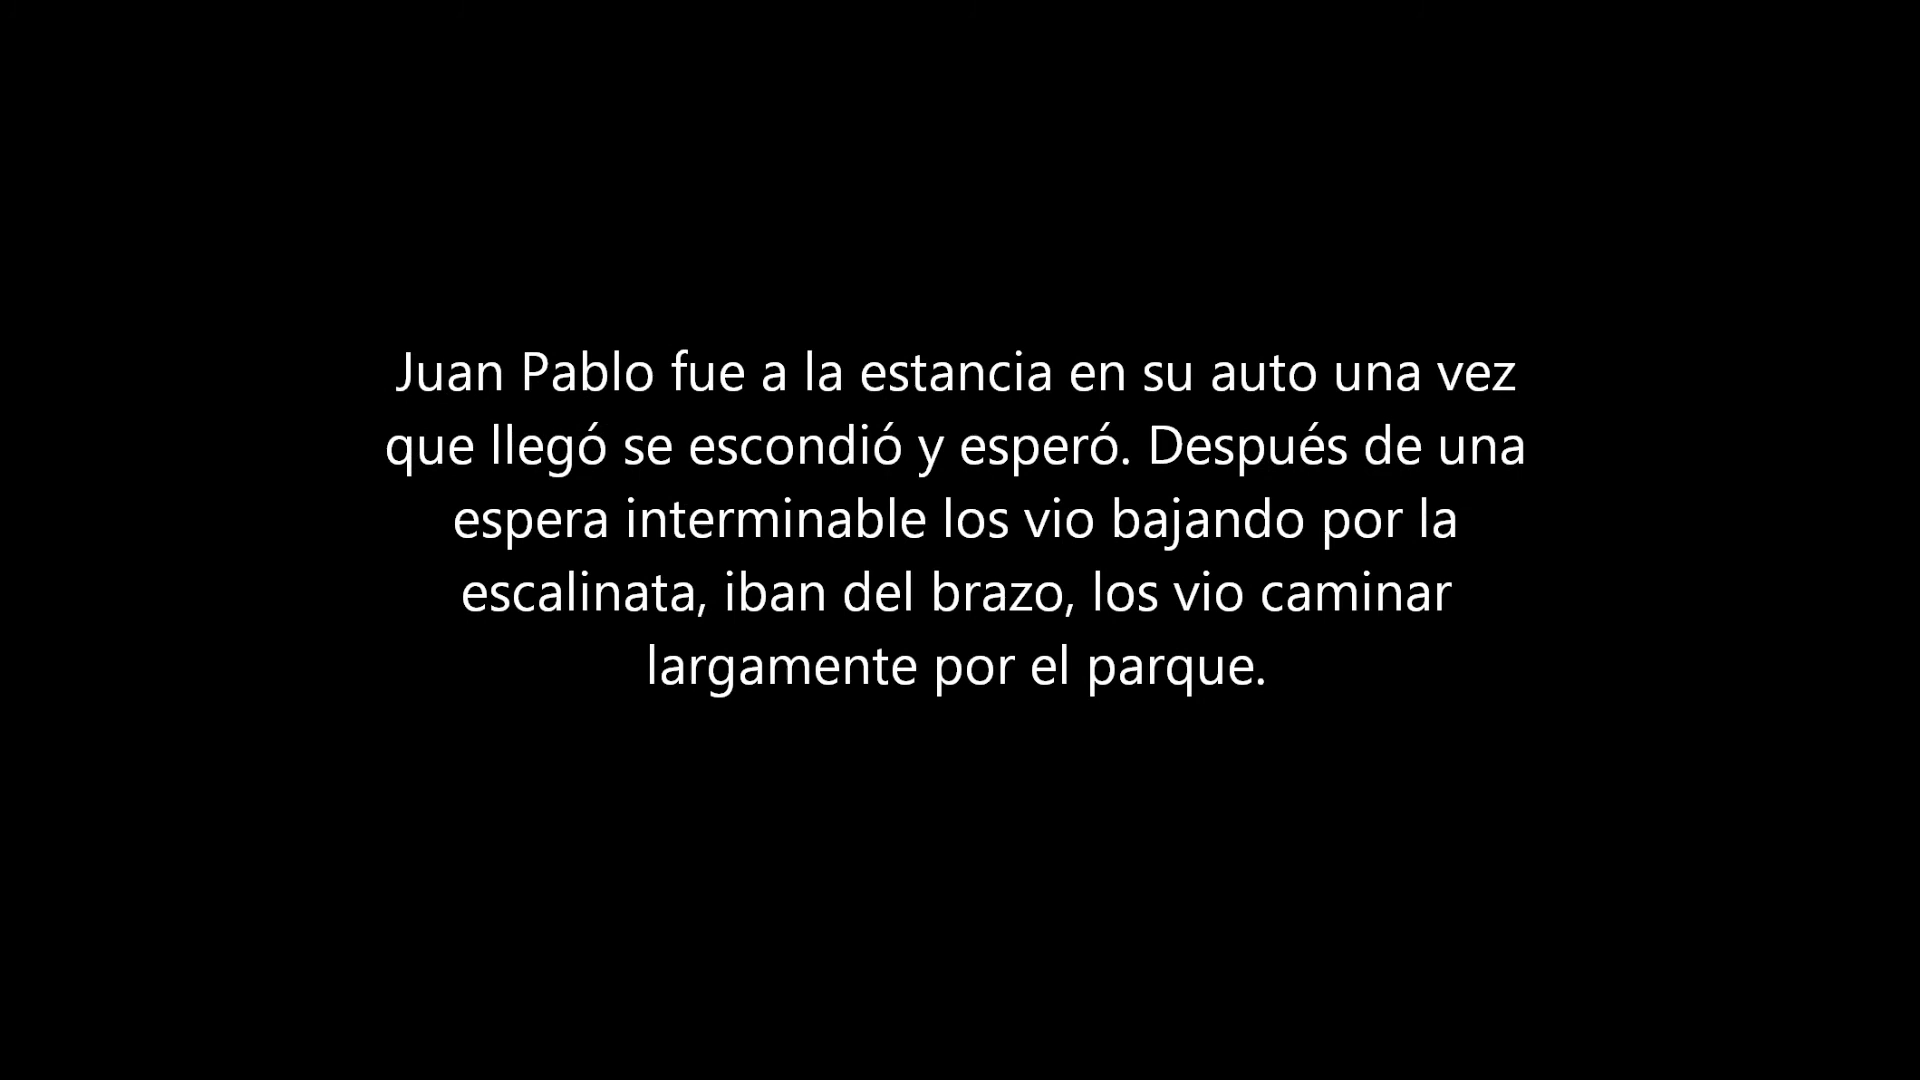 Juan Pablo fue a la estancia en su auto una vez
que llegó se escondió y esperó. Después de una
espera interminable los vio bajando por la
escalinata, iban del brazo, los vio caminar
largamente por el parque.